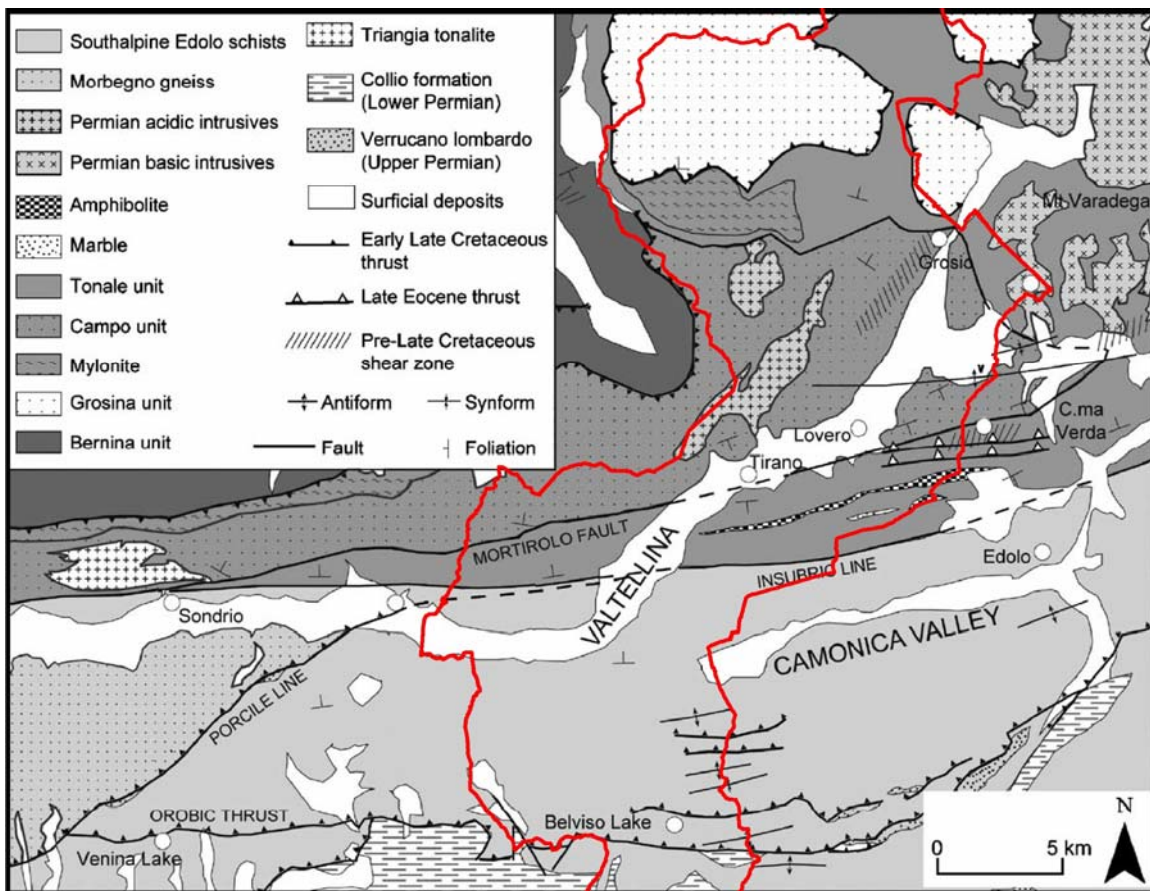 Southalpine Edolo schists
Morbegno gneiss
Permian acidic intrusives
Permian basic intrusives
Amphibolite
Marble
Tonale unit
Campo unit
Mylonite
Grosina unit
Bernina unit
Triangia tonalite
Collio formation
(Lower Permian)
Verrucano lombardo
(Upper Permian)
Surficial deposits
Early Late Cretaceous
thrust
Late Eocene thrust
Pre-Late Cretaceous
shear zone
Antiform
Synform
Fault
Foliation
Mt Varadega
Grosio
C.ma
Verda
Lovero
Tirano
MORTIROLO FAULT
INSUBRIC LINE
Edolo
VALTELLINA
Sondrio
CAMONICA VALLEY
PORCILE LINE
OROBIC THRUST
Belviso Lake
Venina Lake
N
0 5 km